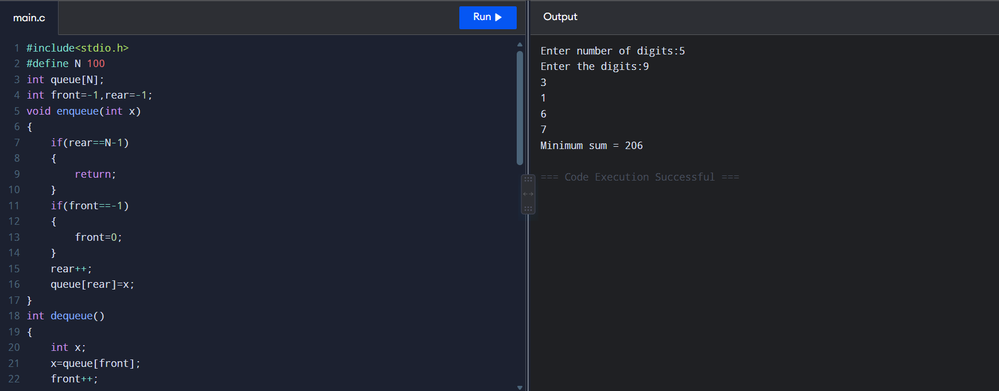 main.c
Run
1 #include<stdio.h>
2 #define N 100
3 int queue[N];
4 int front=-1,rear=-1;
5 void enqueue(int x)
6 {
7     if(rear==N-1)
8     {
9         return;
10     }
11     if(front==-1)
12     {
13         front=0;
14     }
15     rear++;
16     queue[rear]=x;
17 }
18 int dequeue()
19 {
20     int x;
21     x=queue[front];
22     front++;
Output
Enter number of digits:5
Enter the digits:9
3
1
6
7
Minimum sum = 206
=== Code Execution Successful ===